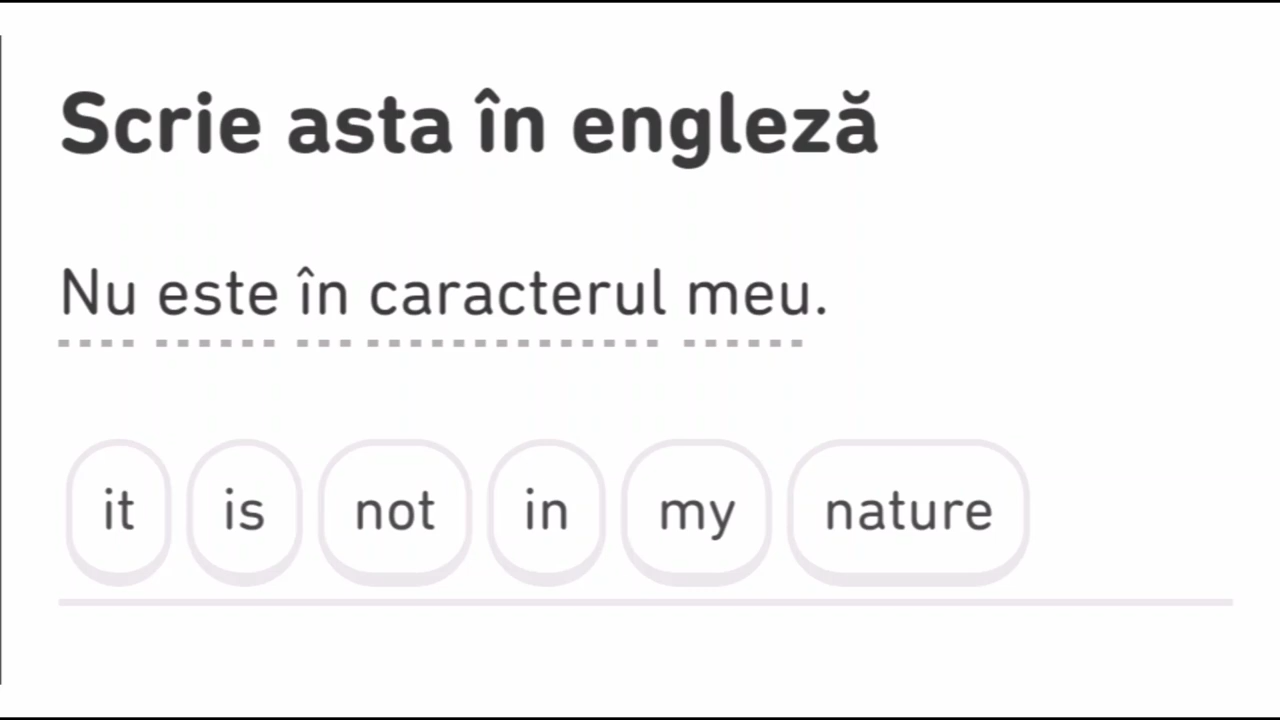 Scrie asta în engleză
Nu este în caracterul meu.
it is not in my nature